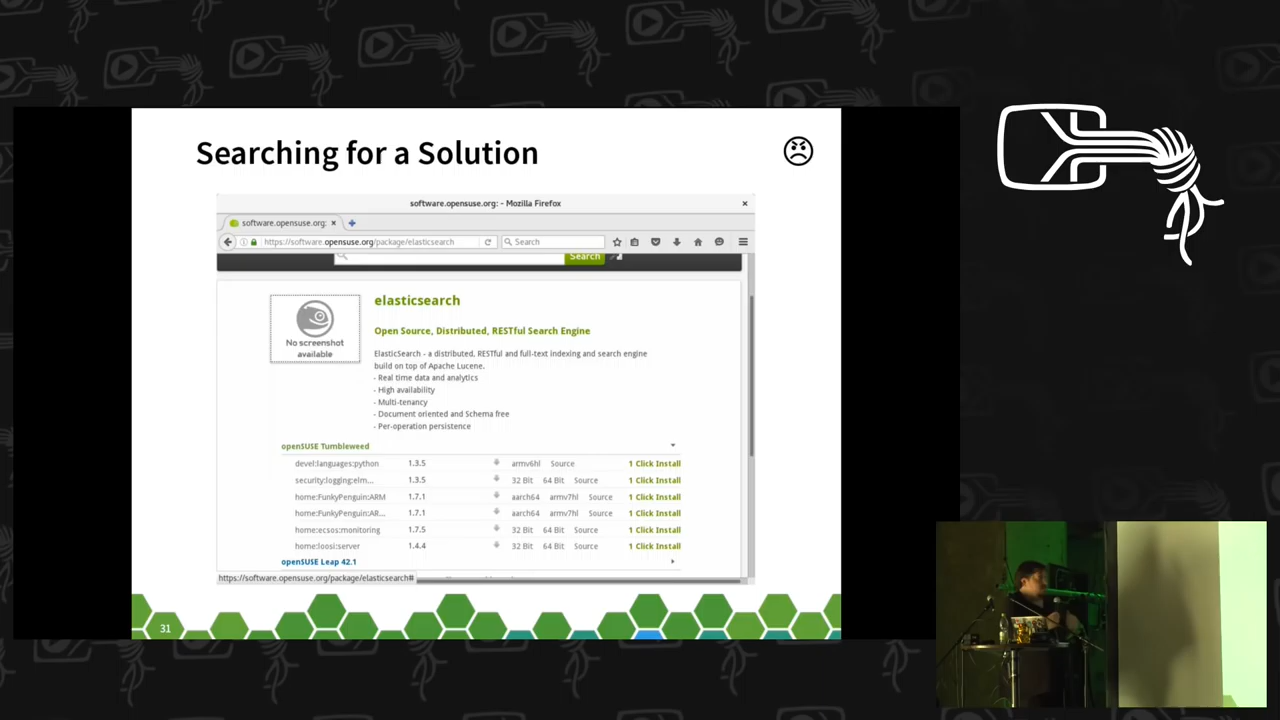 Searching for a Solution
software.opensuse.org: - Mozilla Firefox
software.opensuse.org:
https://software.opensuse.org/package/elasticsearch
Search
Search
elasticsearch
No screenshot
available
Open Source, Distributed, RESTful Search Engine
ElasticSearch - a distributed, RESTful and full-text indexing and search engine
build on top of Apache Lucene.
- Real time data and analytics
- High availability
- Multi-tenancy
- Document oriented and Schema free
- Per-operation persistence
openSUSE Tumbleweed
devel:languages:python 1.3.5 armv6hl Source 1 Click Install
security:logging:elm... 1.3.5 32 Bit 64 Bit Source 1 Click Install
home:FunkyPenguin:ARM 1.7.1 aarch64 armv7hl Source 1 Click Install
home:FunkyPenguin:AR... 1.7.1 aarch64 armv7hl Source 1 Click Install
home:ecsos:monitoring 1.7.5 32 Bit 64 Bit Source 1 Click Install
home:loosi:server 1.4.4 32 Bit 64 Bit Source 1 Click Install
openSUSE Leap 42.1
https://software.opensuse.org/package/elasticsearch#
31